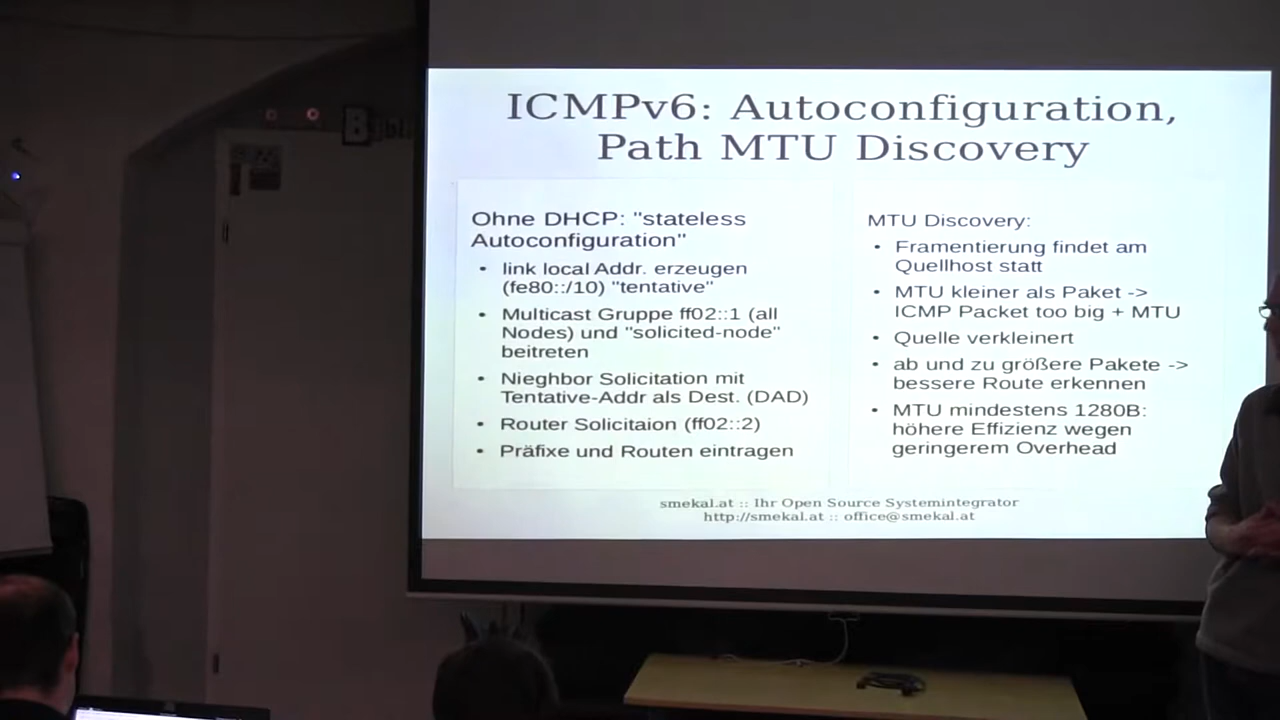 ICMPv6: Autoconfiguration,
Path MTU Discovery
Ohne DHCP: "stateless
Autoconfiguration"
• link local Addr. erzeugen
(fe80::/10) "tentative"
• Multicast Gruppe ff02::1 (all
Nodes) und "solicited-node"
beitreten
• Nieghbor Solicitation mit
Tentative-Addr als Dest. (DAD)
• Router Solicitaion (ff02::2)
• Präfixe und Routen eintragen
MTU Discovery:
• Framentierung findet am
Quellhost statt
• MTU kleiner als Paket ->
ICMP Packet too big + MTU
• Quelle verkleinert
• ab und zu größere Pakete ->
bessere Route erkennen
• MTU mindestens 1280B:
höhere Effizienz wegen
geringerem Overhead
smekal.at :: Ihr Open Source Systemintegrator
http://smekal.at :: office@smekal.at